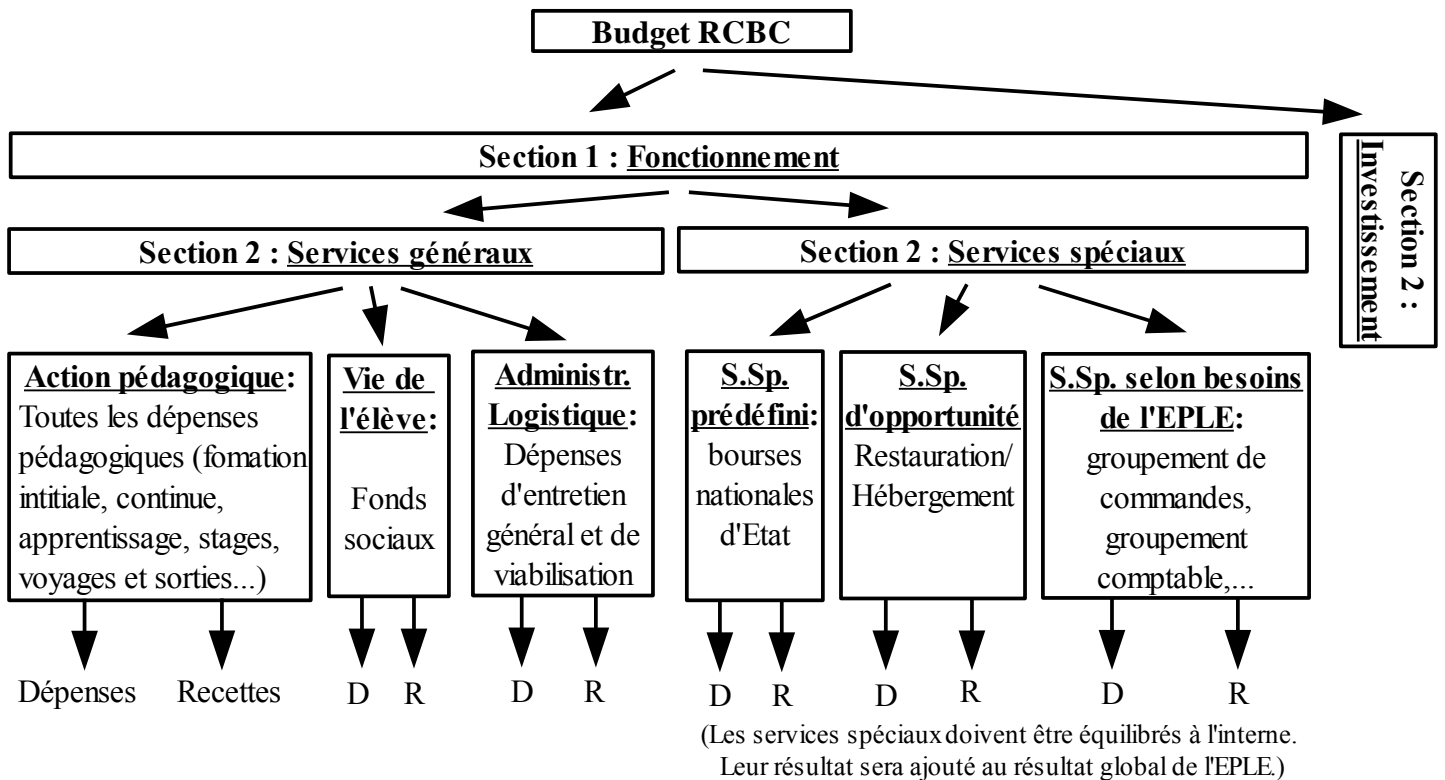 Budget RCBC
Section 1 : Fonctionnement
Section 2 :
Investissement
Section 2 : Services généraux
Section 2 : Services spéciaux
Action pédagogique:
Toutes les dépenses
pédagogiques (fomation
intitiale, continue,
apprentissage, stages,
voyages et sorties...)
Vie de
l'élève:
Fonds
sociaux
Administr.
Logistique:
Dépenses
d'entretien
général et de
viabilisation
S.Sp.
prédéfini:
bourses
nationales
d'Etat
S.Sp.
d'opportunité
Restauration/
Hébergement
S.Sp. selon besoins
de l'EPLE:
groupement de
commandes,
groupement
comptable,...
Dépenses Recettes D R D R D R D R D R
(Les services spéciaux doivent être équilibrés à l'interne.
Leur résultat sera ajouté au résultat global de l'EPLE.)